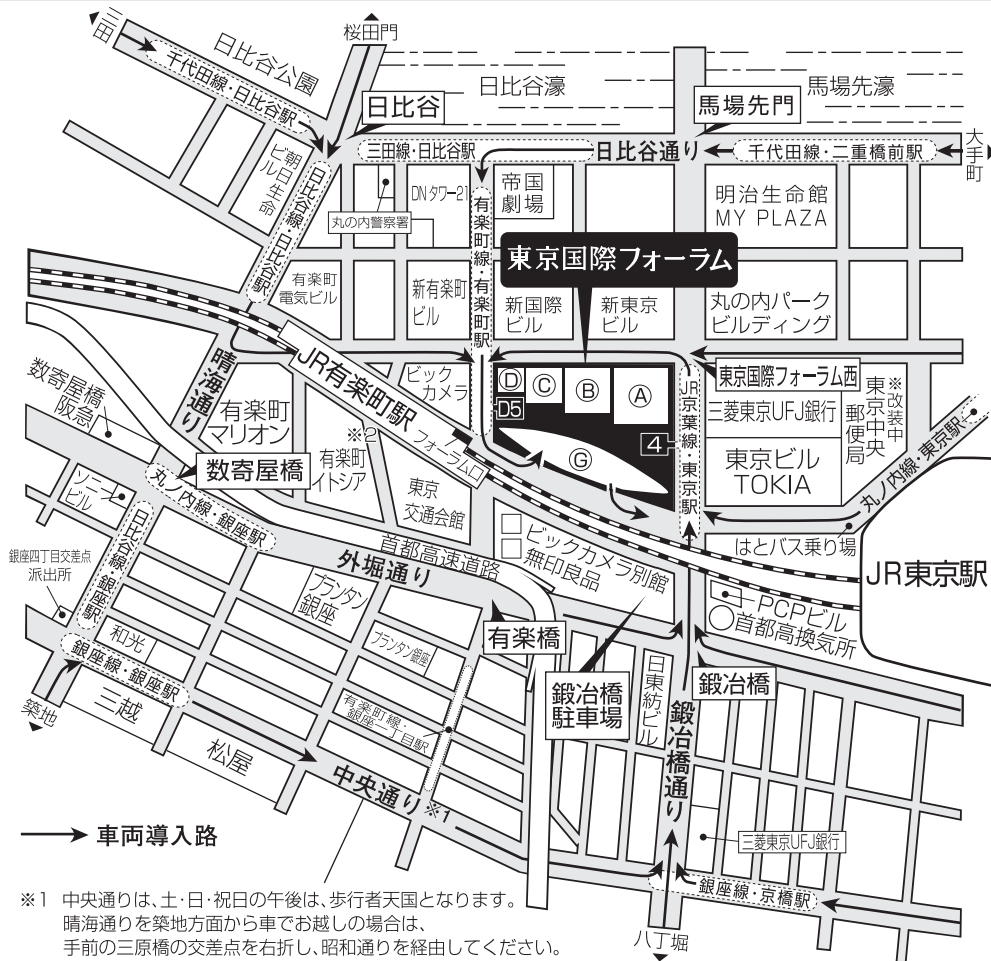 三田
桜田門
日比谷公園
千代田線・日比谷駅
日比谷
日比谷濠
馬場先門
馬場先濠
三田線・日比谷駅
日比谷通り
千代田線・二重橋前駅
大手町
朝日生命
ビル
日比谷線・日比谷駅
丸の内警察署
DNタワー21
有楽町線・有楽町駅
帝国
劇場
明治生命館
MY PLAZA
東京国際フォーラム
有楽町
電気ビル
新有楽町
ビル
新国際
ビル
新東京
ビル
丸の内パーク
ビルディング
JR有楽町駅
ビック
カメラ
D
C
B
A
D5
G
4
JR京葉線・東京駅
東京国際フォーラム西
三菱東京UFJ銀行
※改装中
東京中央
郵便局
東京ビル
TOKIA
丸ノ内線・東京駅
はとバス乗り場
JR東京駅
数寄屋橋
阪急
晴海通り
有楽町
マリオン
※2
有楽町
イトシア
フォーラム口
東京
交通会館
数寄屋橋
ソニー
ビル
丸ノ内線・銀座駅
日比谷線・銀座駅
首都高速道路
外堀通り
ビックカメラ別館
無印良品
PCPビル
首都高換気所
銀座四丁目交差点
派出所
プランタン
銀座
プランタン銀座
有楽橋
鍛冶橋
駐車場
日東紡ビル
鍛冶橋
鍛冶橋通り
和光
銀座線・銀座駅
築地
三越
松屋
有楽町線・
銀座一丁目駅
中央通り※1
三菱東京UFJ銀行
銀座線・京橋駅
八丁堀
車両導入路
※1 中央通りは、土・日・祝日の午後は、歩行者天国となります。
晴海通りを築地方面から車でお越しの場合は、
手前の三原橋の交差点を右折し、昭和通りを経由してください。